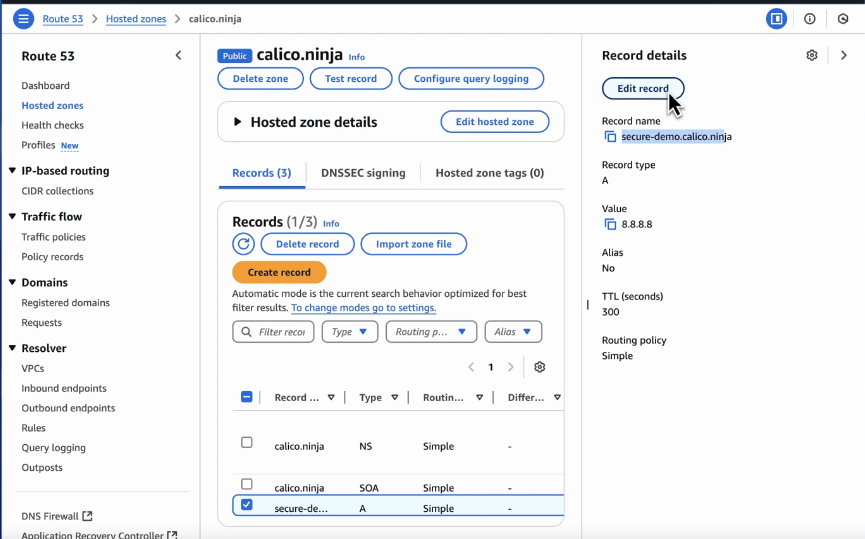 Route 53 > Hosted zones > calico.ninja
Route 53
Dashboard
Hosted zones
Health checks
Profiles New
IP-based routing
CIDR collections
Traffic flow
Traffic policies
Policy records
Domains
Registered domains
Requests
Resolver
VPCs
Inbound endpoints
Outbound endpoints
Rules
Query logging
Outposts
DNS Firewall
Application Recovery Controller
Public calico.ninja Info
Delete zone Test record Configure query logging
Hosted zone details Edit hosted zone
Records (3) DNSSEC signing Hosted zone tags (0)
Records (1/3) Info
Delete record Import zone file
Create record
Automatic mode is the current search behavior optimized for best
filter results. To change modes go to settings.
Filter recor Type Routing p... Alias
1
Record ... Type Routin... Differ...
calico.ninja NS Simple -
calico.ninja SOA Simple -
secure-de... A Simple -
Record details
Edit record
Record name
secure-demo.calico.ninja
Record type
A
Value
8.8.8.8
Alias
No
TTL (seconds)
300
Routing policy
Simple